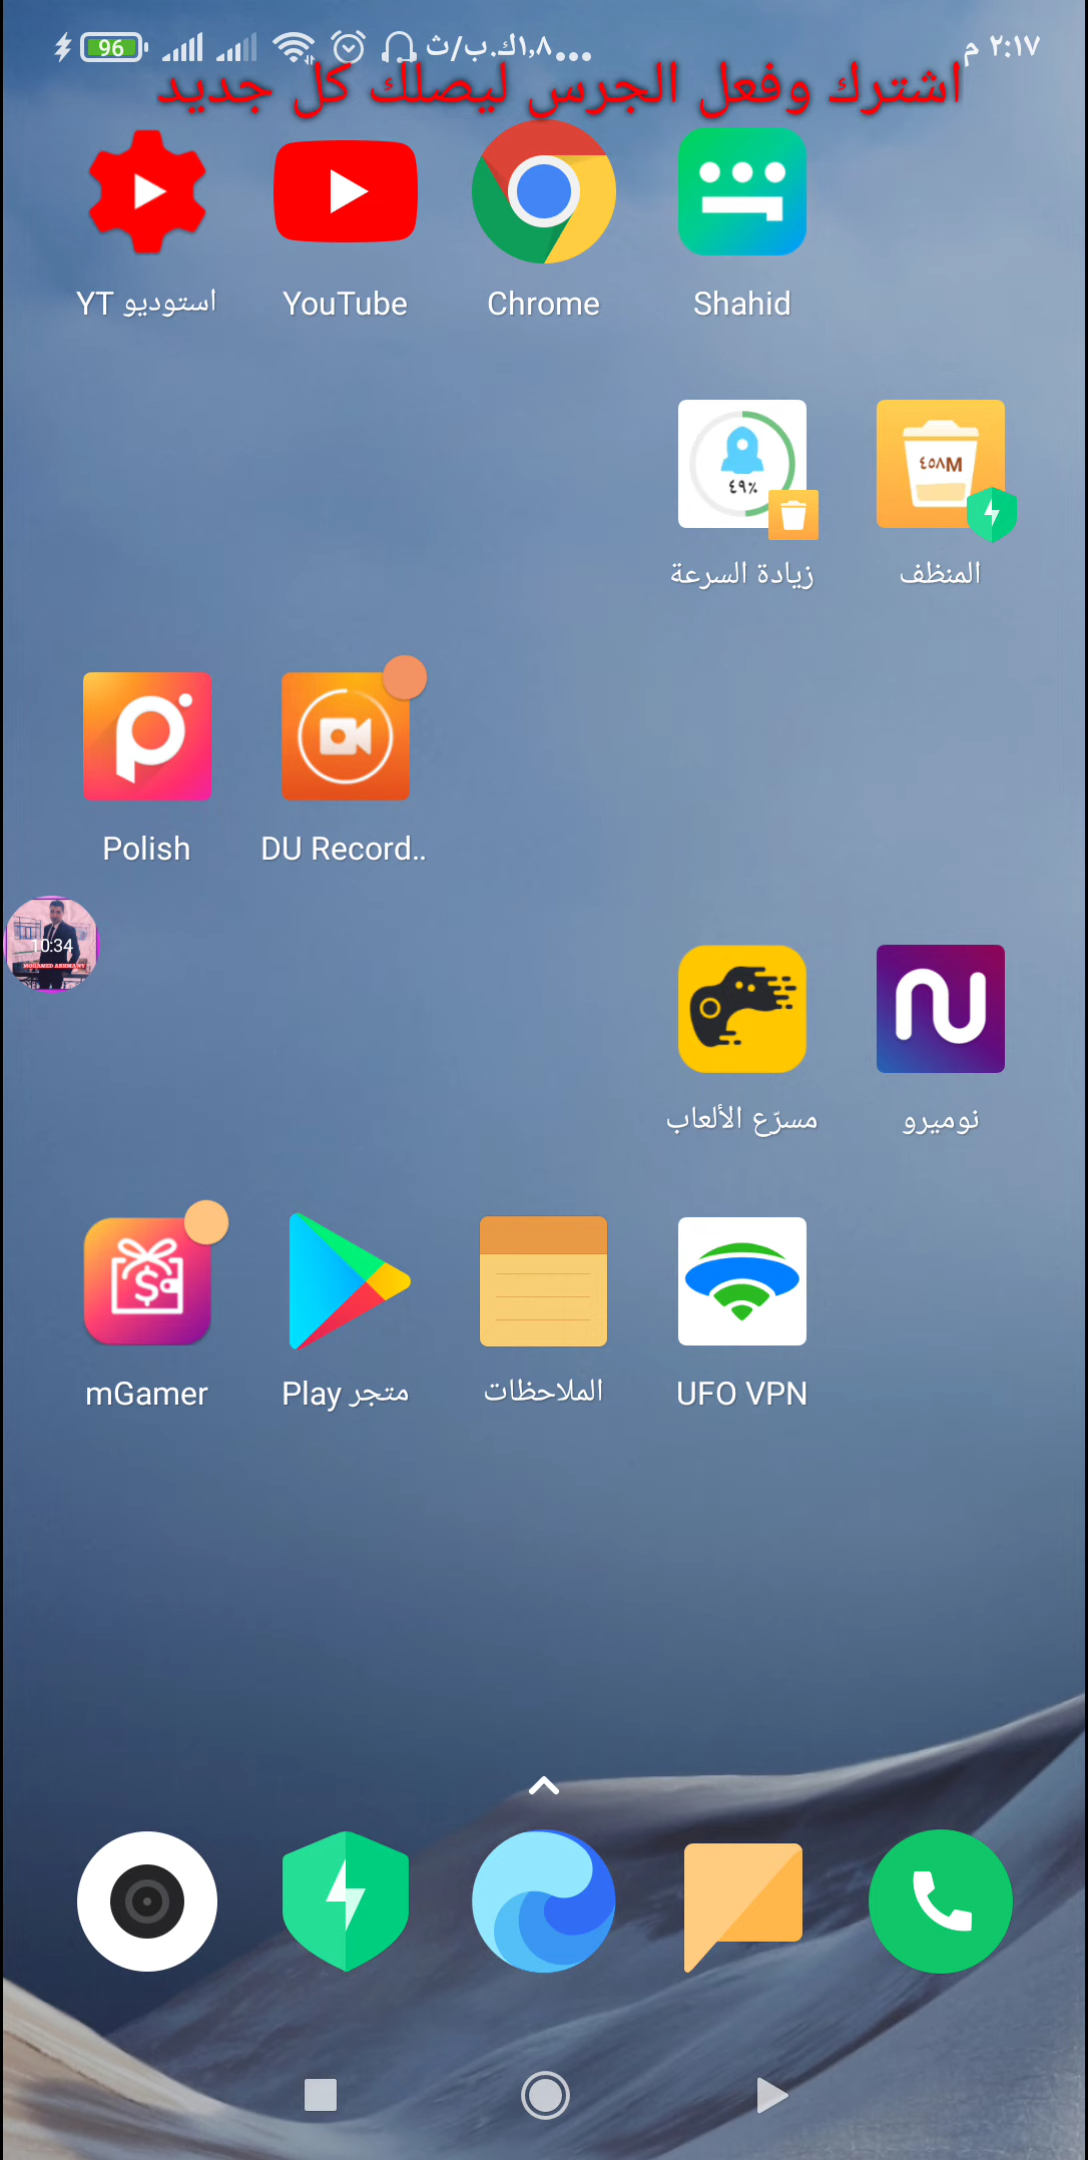 96 ...١,٨ك.ب/ث ٢:١٧ م
اشترك وفعل الجرس ليصلك كل جديد
استوديو YT YouTube Chrome Shahid
٤٩%
٤٥٨M
زيادة السرعة المنظف
Polish DU Record..
10:34
مسرّع الألعاب نوميرو
mGamer متجر Play الملاحظات UFO VPN